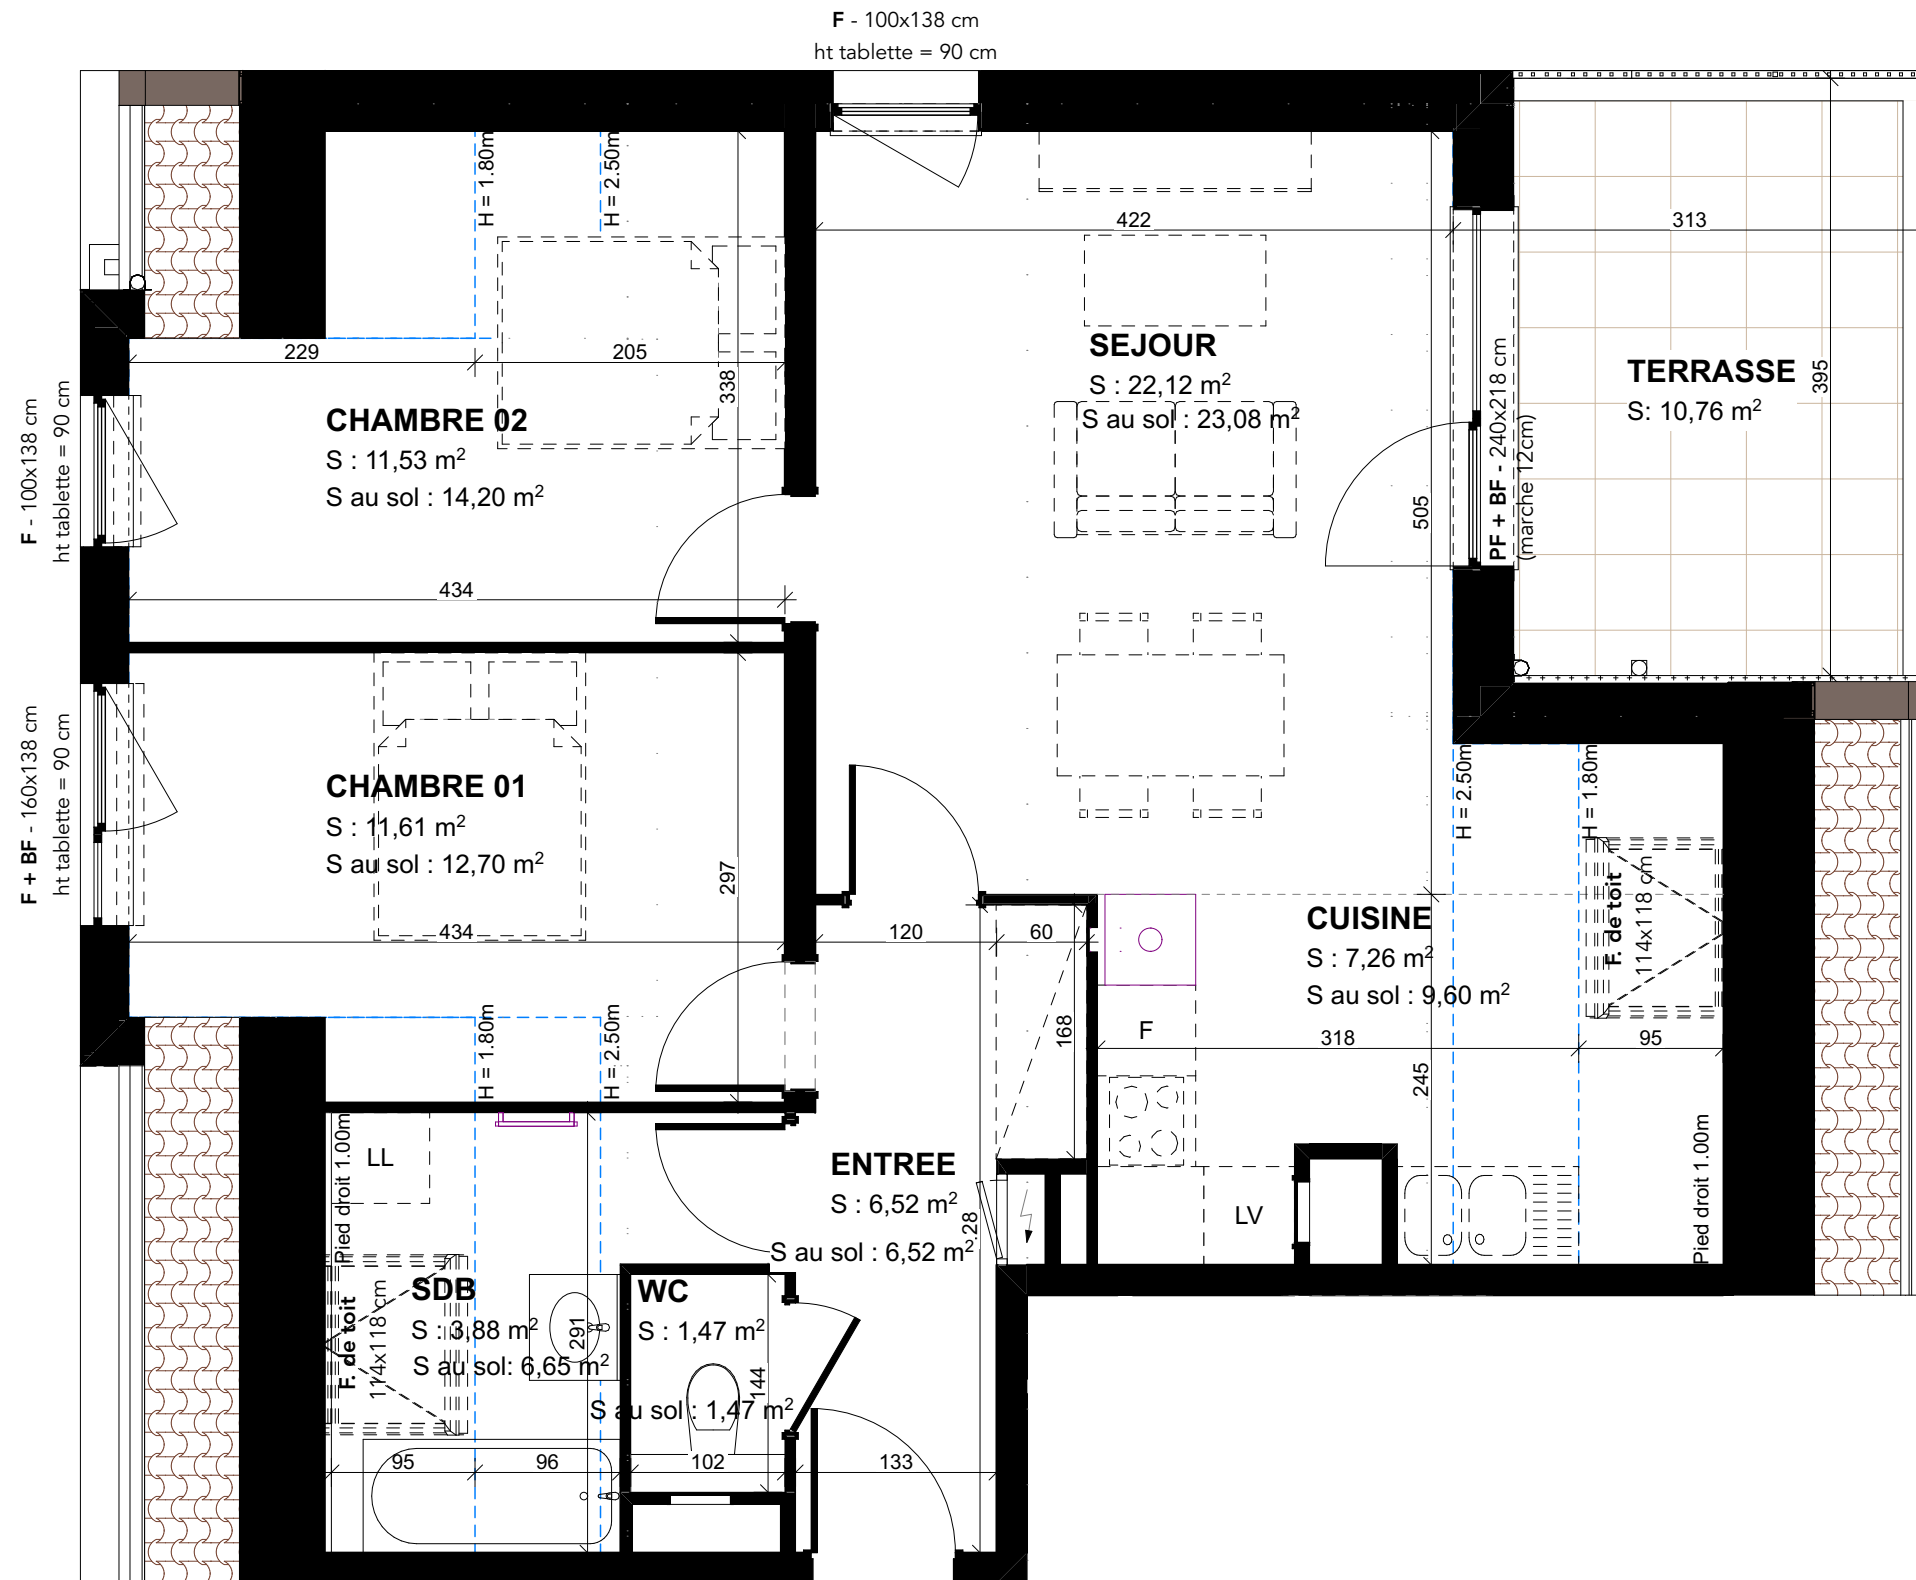 F - 100x138 cm
ht tablette = 90 cm
H = 1.80m
H = 2.50m
422
313
229
205
338
SEJOUR
S : 22,12 m²
S au sol : 23,08 m²
TERRASSE
S: 10,76 m²
395
PF + BF - 240x218 cm
(marche 12cm)
F - 100x138 cm
ht tablette = 90 cm
CHAMBRE 02
S : 11,53 m²
S au sol : 14,20 m²
505
434
F + BF - 160x138 cm
ht tablette = 90 cm
CHAMBRE 01
S : 11,61 m²
S au sol : 12,70 m²
297
434
H = 2.50m
H = 1.80m
F. de toit
114x118 cm
120
60
CUISINE
S : 7,26 m²
S au sol : 9,60 m²
H = 1.80m
H = 2.50m
168
F
318
95
245
Pied droit 1.00m
LL
Pied droit 1.00m
ENTREE
S : 6,52 m²
S au sol : 6,52 m²
LV
F. de toit
114x118 cm
SDB
S : 3,88 m²
S au sol: 6,65 m²
291
WC
S : 1,47 m²
S au sol : 1,47 m²
144
95
96
102
133